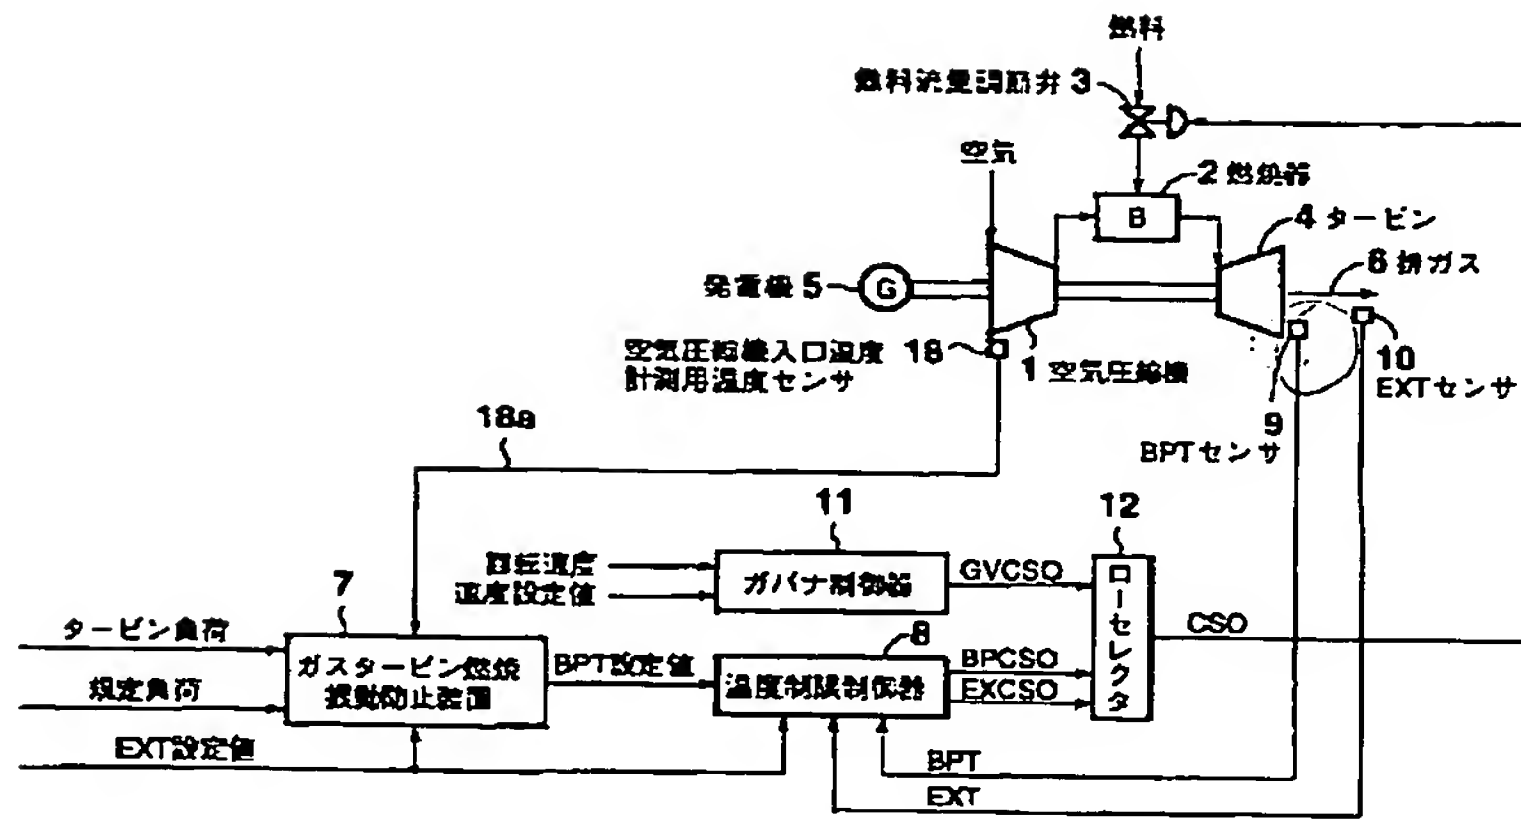 燃料
燃料流量調節弁 3
空気
2 燃焼器
B
4 タービン
6 排ガス
発電機 5
G
空気圧縮機入口温度 18
計測用温度センサ
1 空気圧縮機
10
EXTセンサ
9
BPTセンサ
18a
11
12
回転速度
速度設定値
ガバナ制御器
GVCSO
ローセレクタ
CSO
7
タービン負荷
規定負荷
ガスタービン燃焼
振動防止装置
BPT設定値
8
温度制限制御器
BPCSO
EXCSO
EXT設定値
BPT
EXT